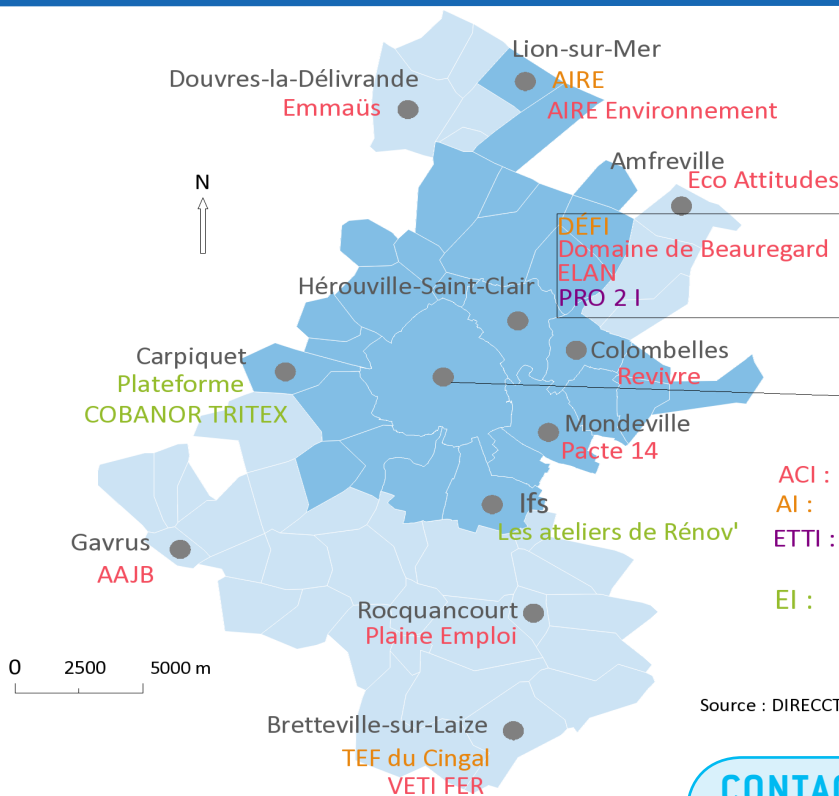 Lion-sur-Mer
AIRE
AIRE Environnement
Douvres-la-Délivrande
Emmaüs
Amfreville
Eco Attitudes
N
DÉFI
Domaine de Beauregard
ELAN
PRO 2 I
Hérouville-Saint-Clair
Carpiquet
Plateforme
COBANOR TRITEX
Colombelles
Revivre
Mondeville
Pacte 14
ACI :
AI :
ETTI :
EI :
Ifs
Les ateliers de Rénov'
Gavrus
AAJB
Rocquancourt
Plaine Emploi
0 2500 5000 m
Source : DIRECCT
Bretteville-sur-Laize
TEF du Cingal
VETI FER
CONTAC